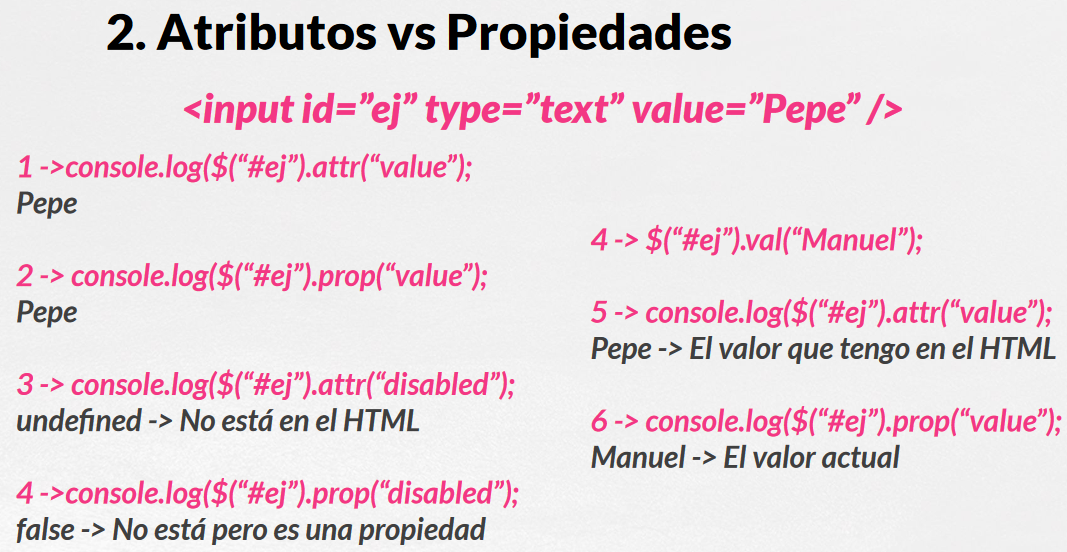 2. Atributos vs Propiedades
<input id=”ej” type=”text” value=”Pepe” />
1 ->console.log($(“#ej”).attr(“value”);
Pepe
2 -> console.log($(“#ej”).prop(“value”);
Pepe
3 -> console.log($(“#ej”).attr(“disabled”);
undefined -> No está en el HTML
4 ->console.log($(“#ej”).prop(“disabled”);
false -> No está pero es una propiedad
4 -> $(“#ej”).val(“Manuel”);
5 -> console.log($(“#ej”).attr(“value”);
Pepe -> El valor que tengo en el HTML
6 -> console.log($(“#ej”).prop(“value”);
Manuel -> El valor actual